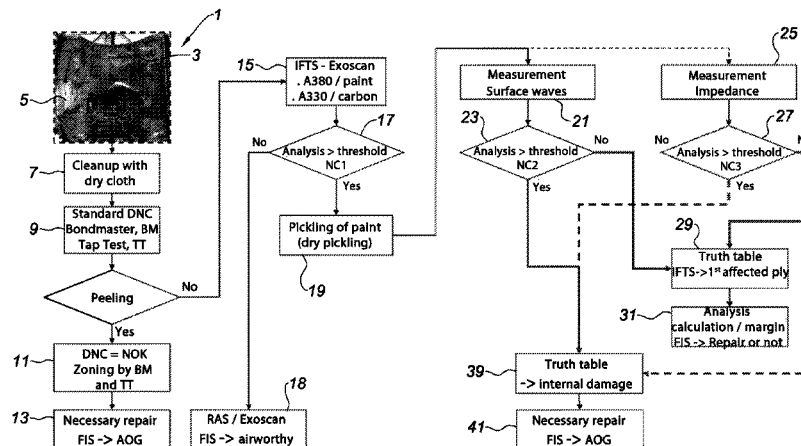 1
3
5
7
Cleanup with
dry cloth
9
Standard DNC
Bondmaster, BM
Tap Test, TT
Peeling
No
Yes
11
DNC = NOK
Zoning by BM
and TT
13
Necessary repair
FIS -> AOG
15
IFTS - Exoscan
. A380 / paint
. A330 / carbon
17
No
Analysis > threshold
NC1
Yes
Pickling of paint
(dry pickling)
19
18
RAS / Exoscan
FIS -> airworthy
Measurement
Surface waves
21
23
Analysis > threshold
NC2
No
Yes
25
Measurement
Impedance
27
No
Analysis > threshold
NC3
No
Yes
29
Truth table
IFTS->1st affected ply
31
Analysis
calculation / margin
FIS -> Repair or not
39
Truth table
-> internal damage
41
Necessary repair
FIS -> AOG